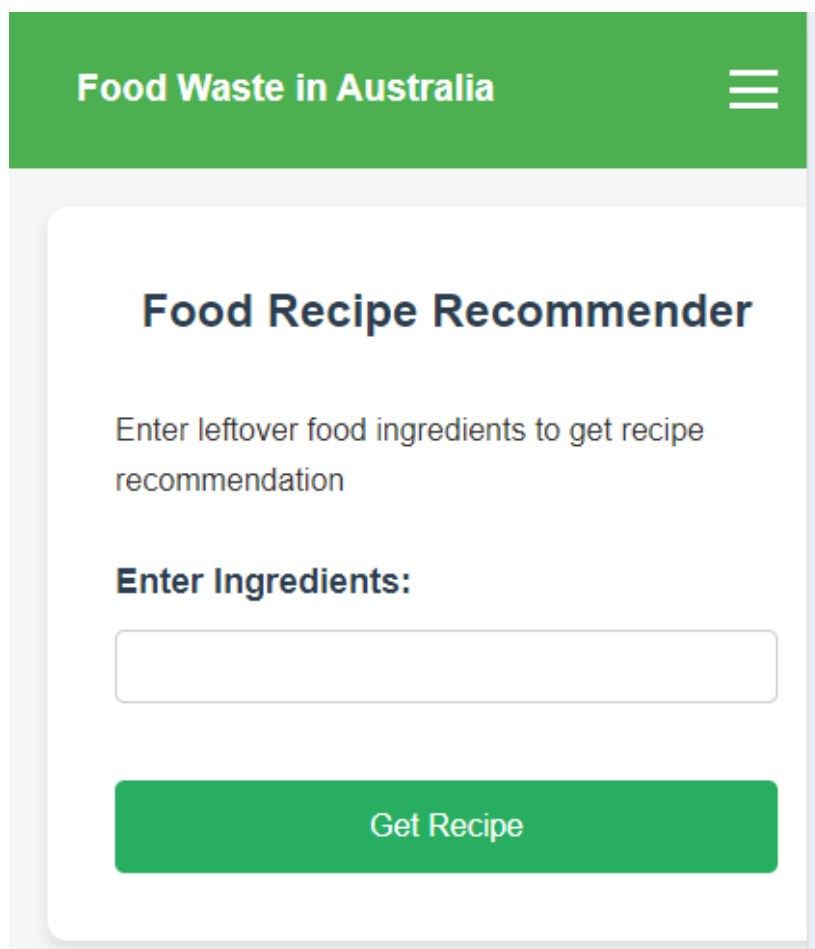 Food Waste in Australia
Food Recipe Recommender
Enter leftover food ingredients to get recipe
recommendation
Enter Ingredients:
Get Recipe